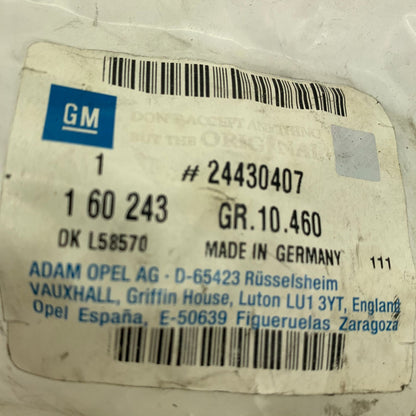 DON'T ACCEPT ANYTHING
BUT THE ORIGINAL
GM
1 # 24430407
1 60 243 GR.10.460
DK L58570 MADE IN GERMANY 111
ADAM OPEL AG · D-65423 Rüsselsheim
VAUXHALL, Griffin House, Luton LU1 3YT, England
Opel España, E-50639 Figueruelas Zaragoza